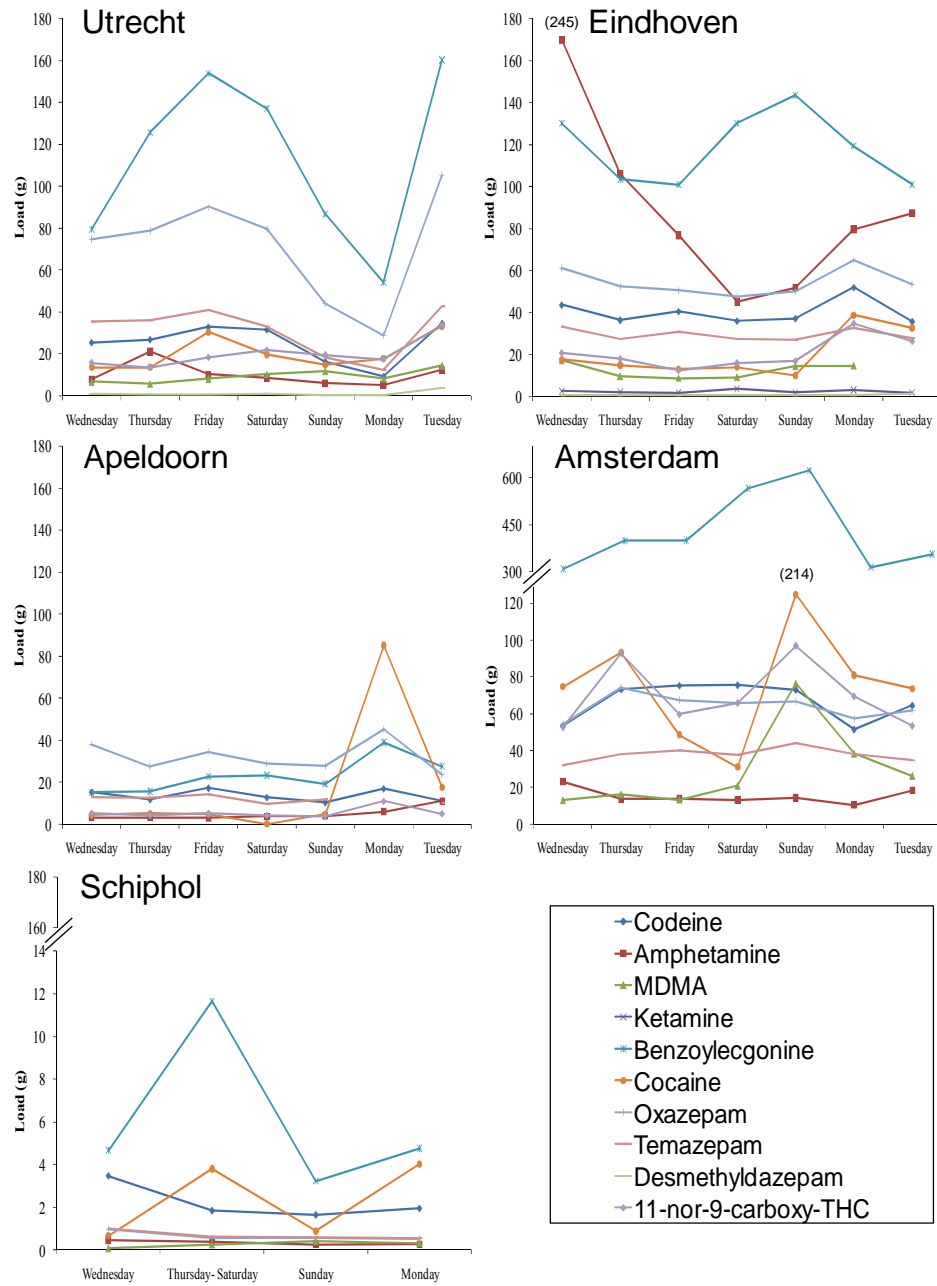 Utrecht
180
160
140
120
100
80
60
40
20
0
Load (g)
Wednesday Thursday Friday Saturday Sunday Monday Tuesday
Eindhoven
(245)
180
160
140
120
100
80
60
40
20
0
Load (g)
Wednesday Thursday Friday Saturday Sunday Monday Tuesday
Apeldoorn
180
160
140
120
100
80
60
40
20
0
Load (g)
Wednesday Thursday Friday Saturday Sunday Monday Tuesday
Amsterdam
600
450
300
(214)
120
100
80
60
40
20
0
Load (g)
Wednesday Thursday Friday Saturday Sunday Monday Tuesday
Schiphol
180
160
14
12
10
8
6
4
2
0
Load (g)
Wednesday Thursday- Saturday Sunday Monday
Codeine
Amphetamine
MDMA
Ketamine
Benzoylecgonine
Cocaine
Oxazepam
Temazepam
Desmethyldazepam
11-nor-9-carboxy-THC